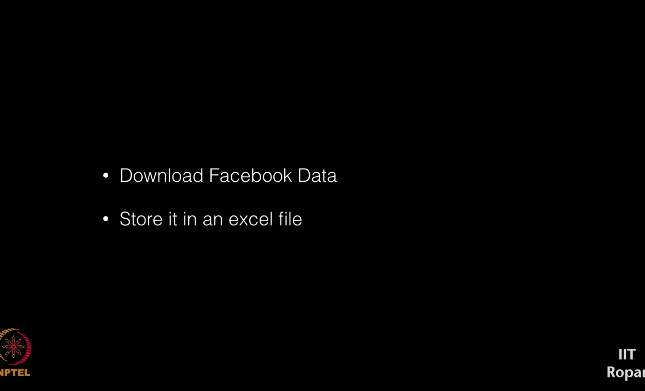 • Download Facebook Data
• Store it in an excel file
NPTEL
IIT
Ropar